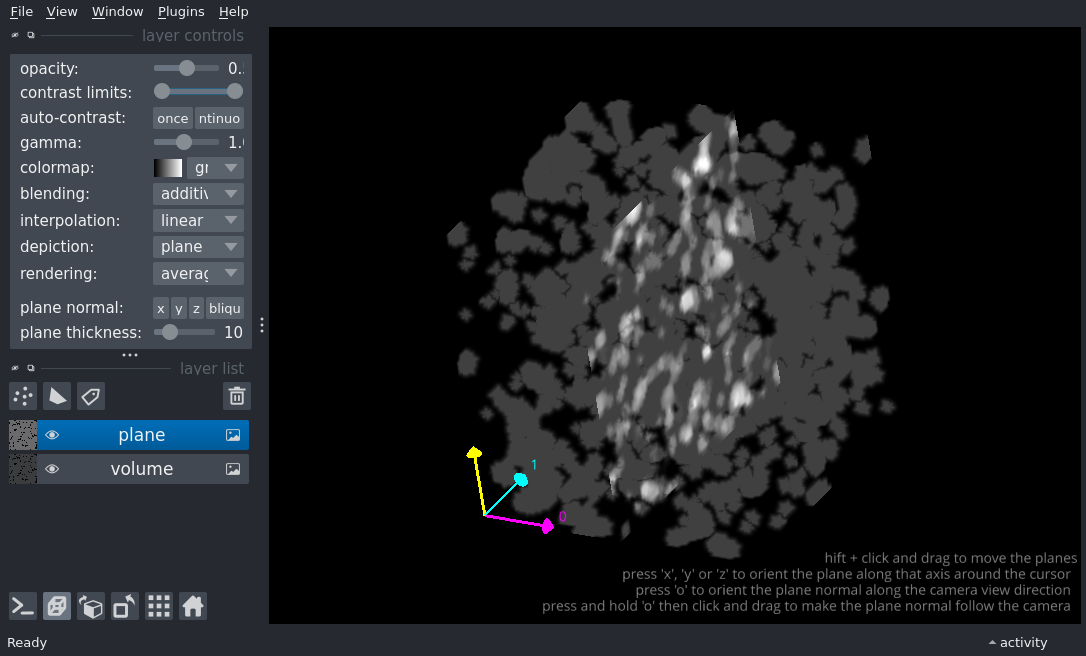 File View Window Plugins Help
layer controls
opacity: 0.
contrast limits:
auto-contrast: once ntinuo
gamma: 1.
colormap: gr
blending: additiv
interpolation: linear
depiction: plane
rendering: averag
plane normal: x y z bliqu
plane thickness: 10
layer list
plane
volume
1
0
hift + click and drag to move the planes
press 'x', 'y' or 'z' to orient the plane along that axis around the cursor
press 'o' to orient the plane normal along the camera view direction
press and hold 'o' then click and drag to make the plane normal follow the camera
Ready
activity